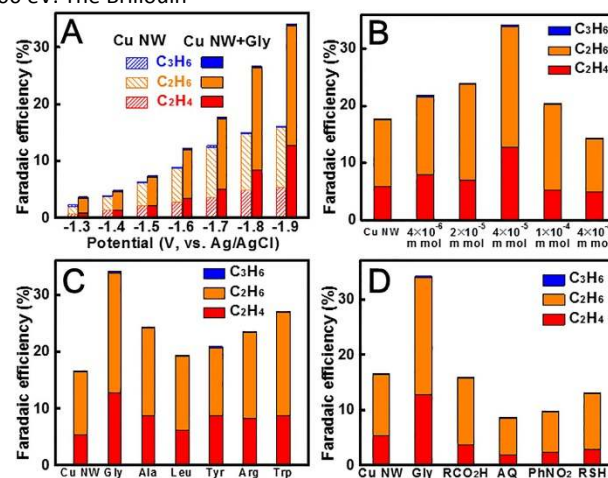 A
Cu NW Cu NW+Gly
C3H6
C2H6
C2H4
Faradaic efficiency (%)
30
20
10
0
-1.3 -1.4 -1.5 -1.6 -1.7 -1.8 -1.9
Potential (V, vs. Ag/AgCl)
B
C3H6
C2H6
C2H4
Faradaic efficiency (%)
30
20
10
0
Cu NW 4×10-6 2×10-5 4×10-5 1×10-4
m mol m mol m mol m mol m mol
C
C3H6
C2H6
C2H4
Faradaic efficiency (%)
30
20
10
0
Cu NW Gly Ala Leu Tyr Arg Trp
D
C3H6
C2H6
C2H4
Faradaic efficiency (%)
30
20
10
0
Cu NW Gly RCO2H AQ PhNO2 RSH